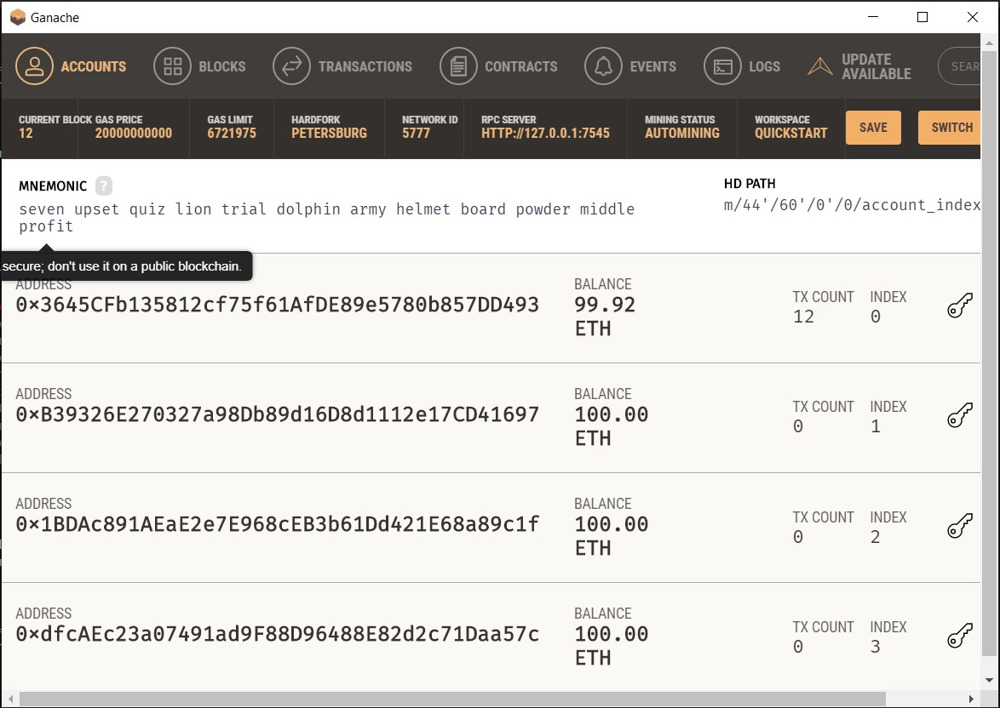 Ganache
ACCOUNTS BLOCKS TRANSACTIONS CONTRACTS EVENTS LOGS UPDATE AVAILABLE SEAR
CURRENT BLOCK GAS PRICE GAS LIMIT HARDFORK NETWORK ID RPC SERVER MINING STATUS WORKSPACE
12 20000000000 6721975 PETERSBURG 5777 HTTP://127.0.0.1:7545 AUTOMINING QUICKSTART SAVE SWITCH
MNEMONIC ? HD PATH
seven upset quiz lion trial dolphin army helmet board powder middle m/44'/60'/0'/0/account_index
profit
secure; don't use it on a public blockchain.
ADDRESS BALANCE TX COUNT INDEX
0×3645CFb135812cf75f61AfDE89e5780b857DD493 99.92 12 0
ETH
ADDRESS BALANCE TX COUNT INDEX
0×B39326E270327a98Db89d16D8d1112e17CD41697 100.00 0 1
ETH
ADDRESS BALANCE TX COUNT INDEX
0×1BDAc891AEaE2e7E968cEB3b61Dd421E68a89c1f 100.00 0 2
ETH
ADDRESS BALANCE TX COUNT INDEX
0×dfcAEc23a07491ad9F88D96488E82d2c71Daa57c 100.00 0 3
ETH